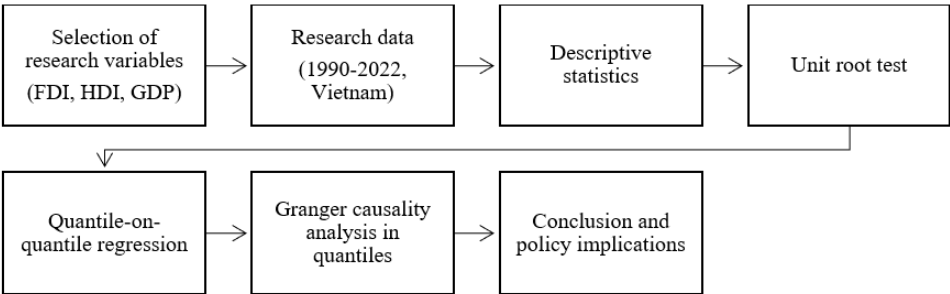 Selection of
research variables
(FDI, HDI, GDP)
Research data
(1990-2022,
Vietnam)
Descriptive
statistics
Unit root test
Quantile-on-
quantile regression
Granger causality
analysis in
quantiles
Conclusion and
policy implications